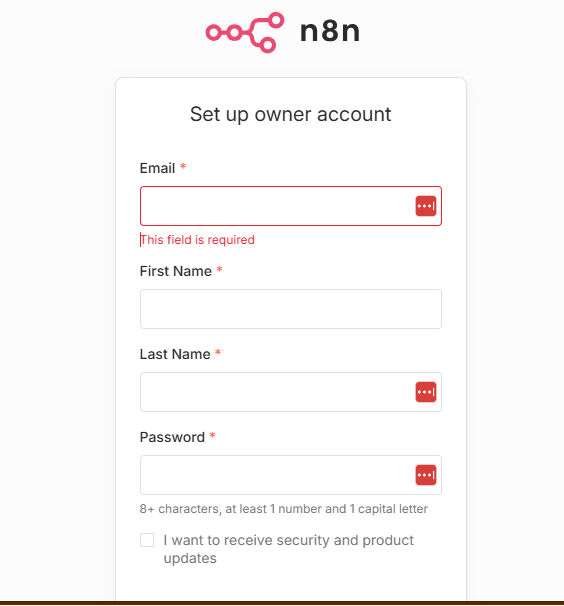 n8n
Set up owner account
Email *
This field is required
First Name *
Last Name *
Password *
8+ characters, at least 1 number and 1 capital letter
I want to receive security and product
updates